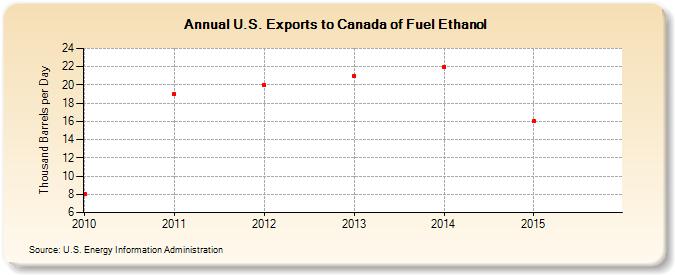 Annual U.S. Exports to Canada of Fuel Ethanol
Thousand Barrels per Day
24
22
20
18
16
14
12
10
8
6
2010 2011 2012 2013 2014 2015
Source: U.S. Energy Information Administration